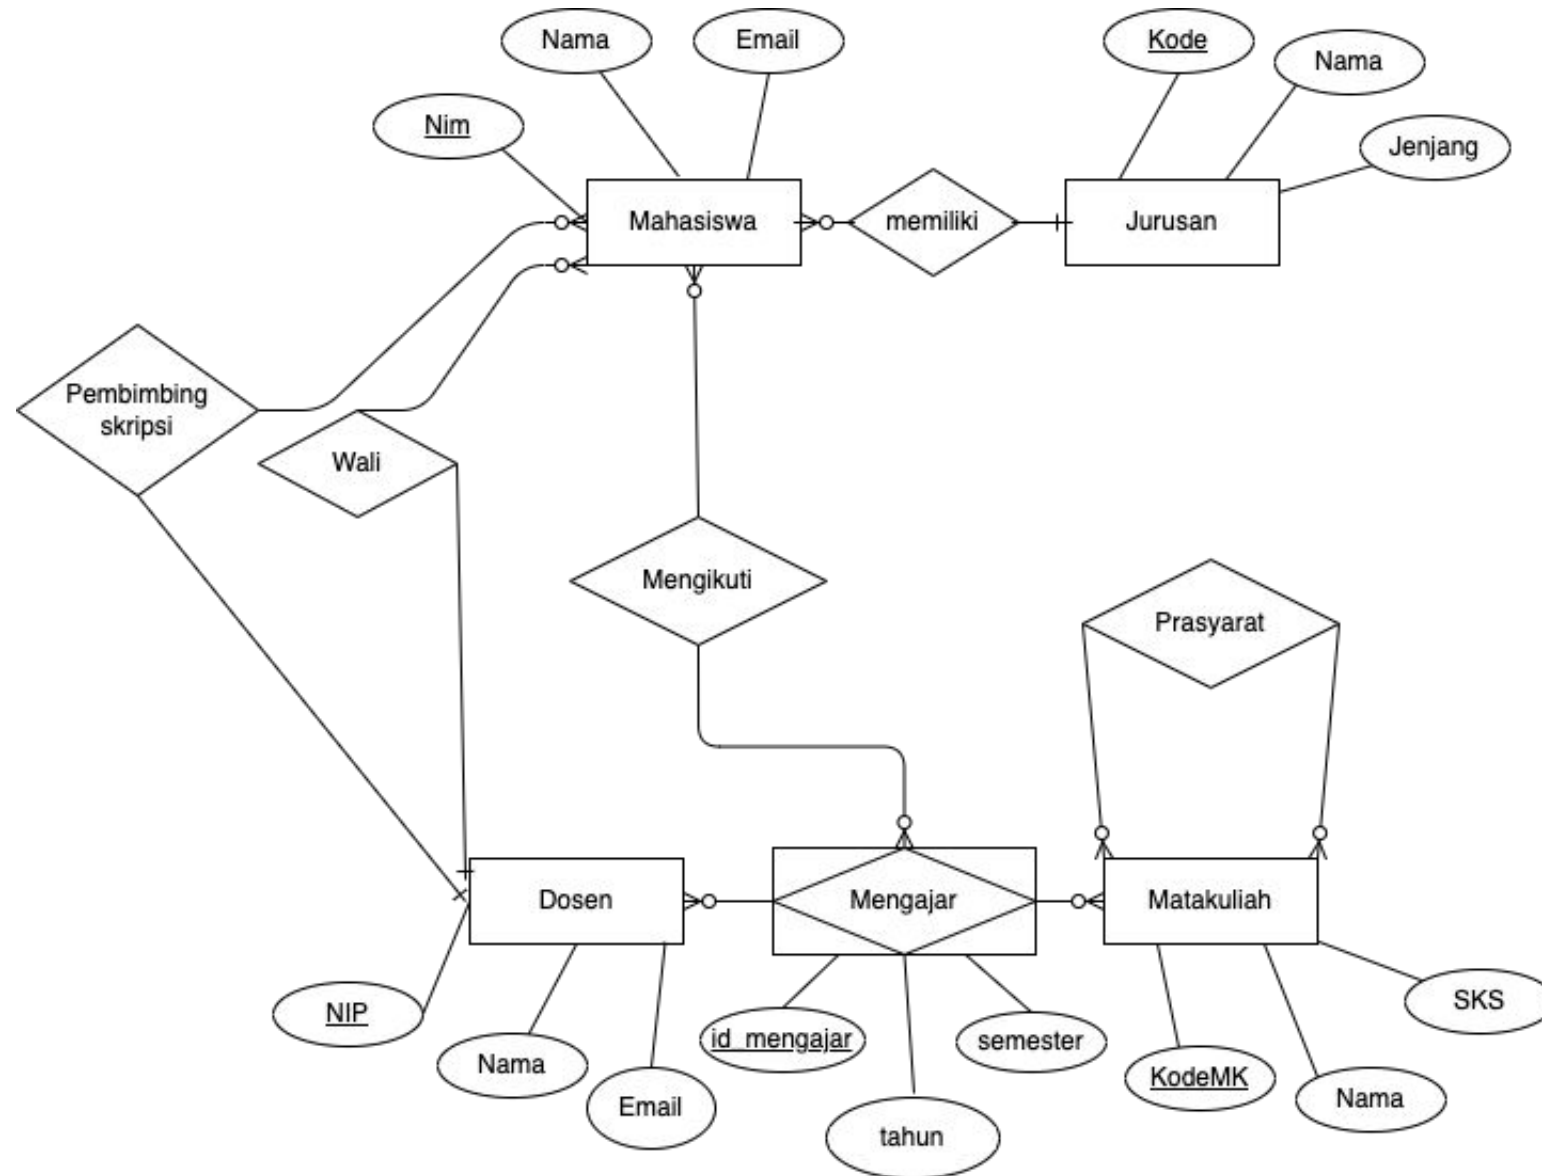 Nama
Email
Kode
Nama
Nim
Jenjang
Mahasiswa
memiliki
Jurusan
Pembimbing
skripsi
Wali
Mengikuti
Prasyarat
Dosen
Mengajar
Matakuliah
NIP
Nama
Email
id_mengajar
tahun
semester
KodeMK
Nama
SKS